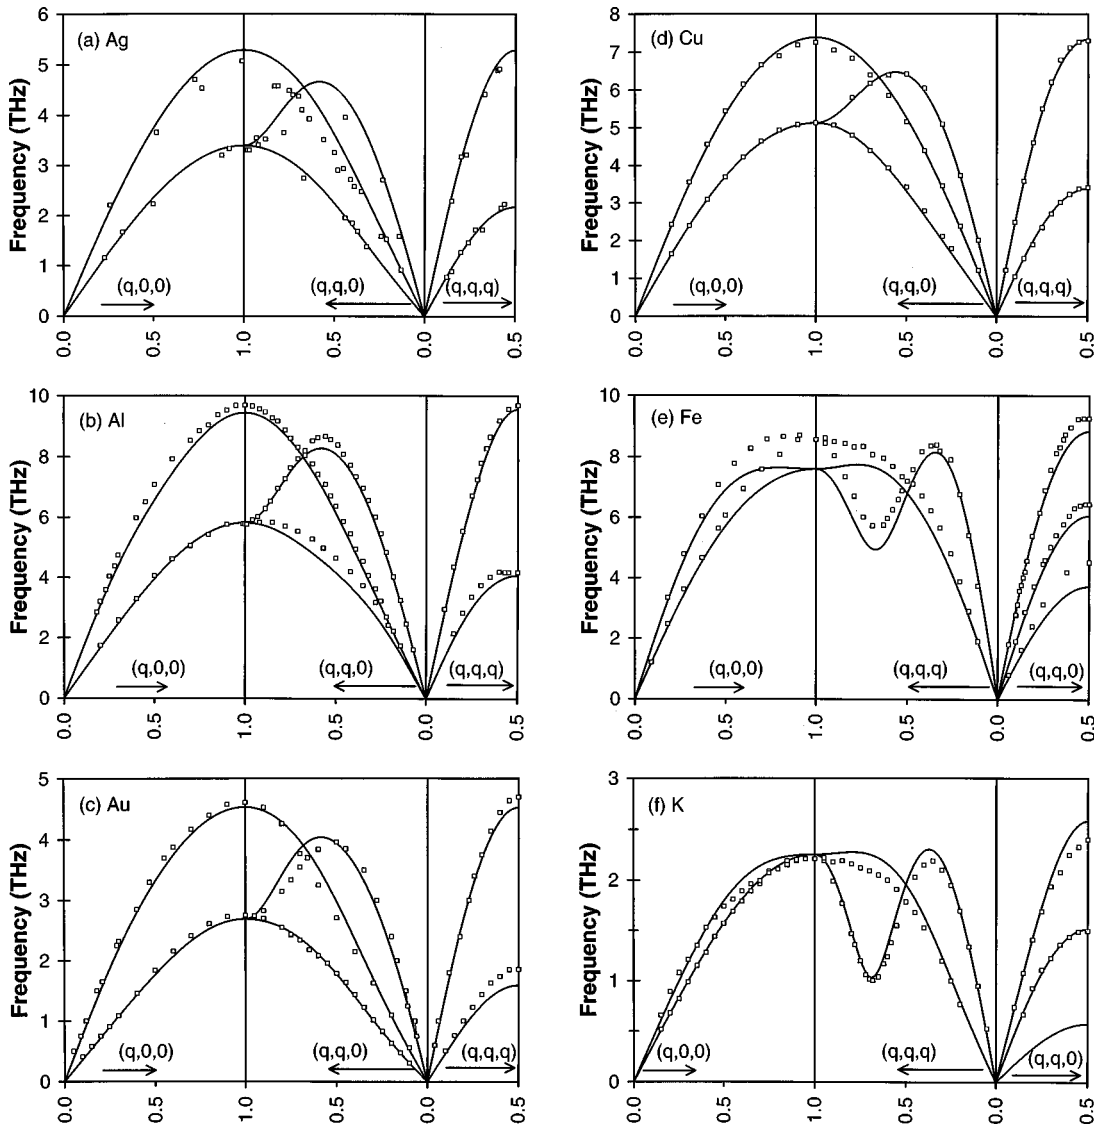 (a) Ag
Frequency (THz)
6
5
4
3
2
1
0
(q,0,0)
(q,q,0)
(q,q,q)
0.0
0.5
1.0
0.5
0.0
0.5
(d) Cu
Frequency (THz)
8
7
6
5
4
3
2
1
0
(q,0,0)
(q,q,0)
(q,q,q)
0.0
0.5
1.0
0.5
0.0
0.5
(b) Al
Frequency (THz)
10
8
6
4
2
0
(q,0,0)
(q,q,0)
(q,q,q)
0.0
0.5
1.0
0.5
0.0
0.5
(e) Fe
Frequency (THz)
10
8
6
4
2
0
(q,0,0)
(q,q,q)
(q,q,0)
0.0
0.5
1.0
0.5
0.0
0.5
(c) Au
Frequency (THz)
5
4
3
2
1
0
(q,0,0)
(q,q,0)
(q,q,q)
0.0
0.5
1.0
0.5
0.0
0.5
(f) K
Frequency (THz)
3
2
1
0
(q,0,0)
(q,q,q)
(q,q,0)
0.0
0.5
1.0
0.5
0.0
0.5